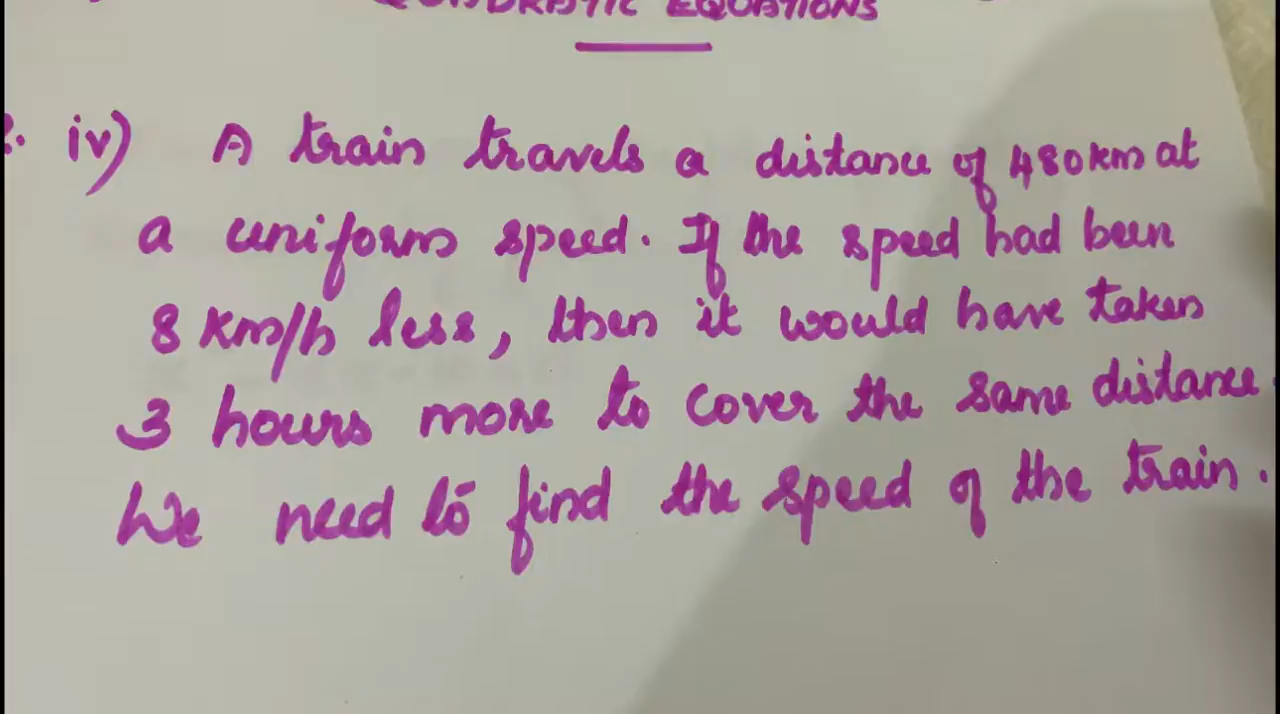 QUADRATIC EQUATIONS
iv) A train travels a distance of 480km at
a uniform speed. If the speed had been
8 km/h less, then it would have taken
3 hours more to cover the same distance.
We need to find the speed of the train.